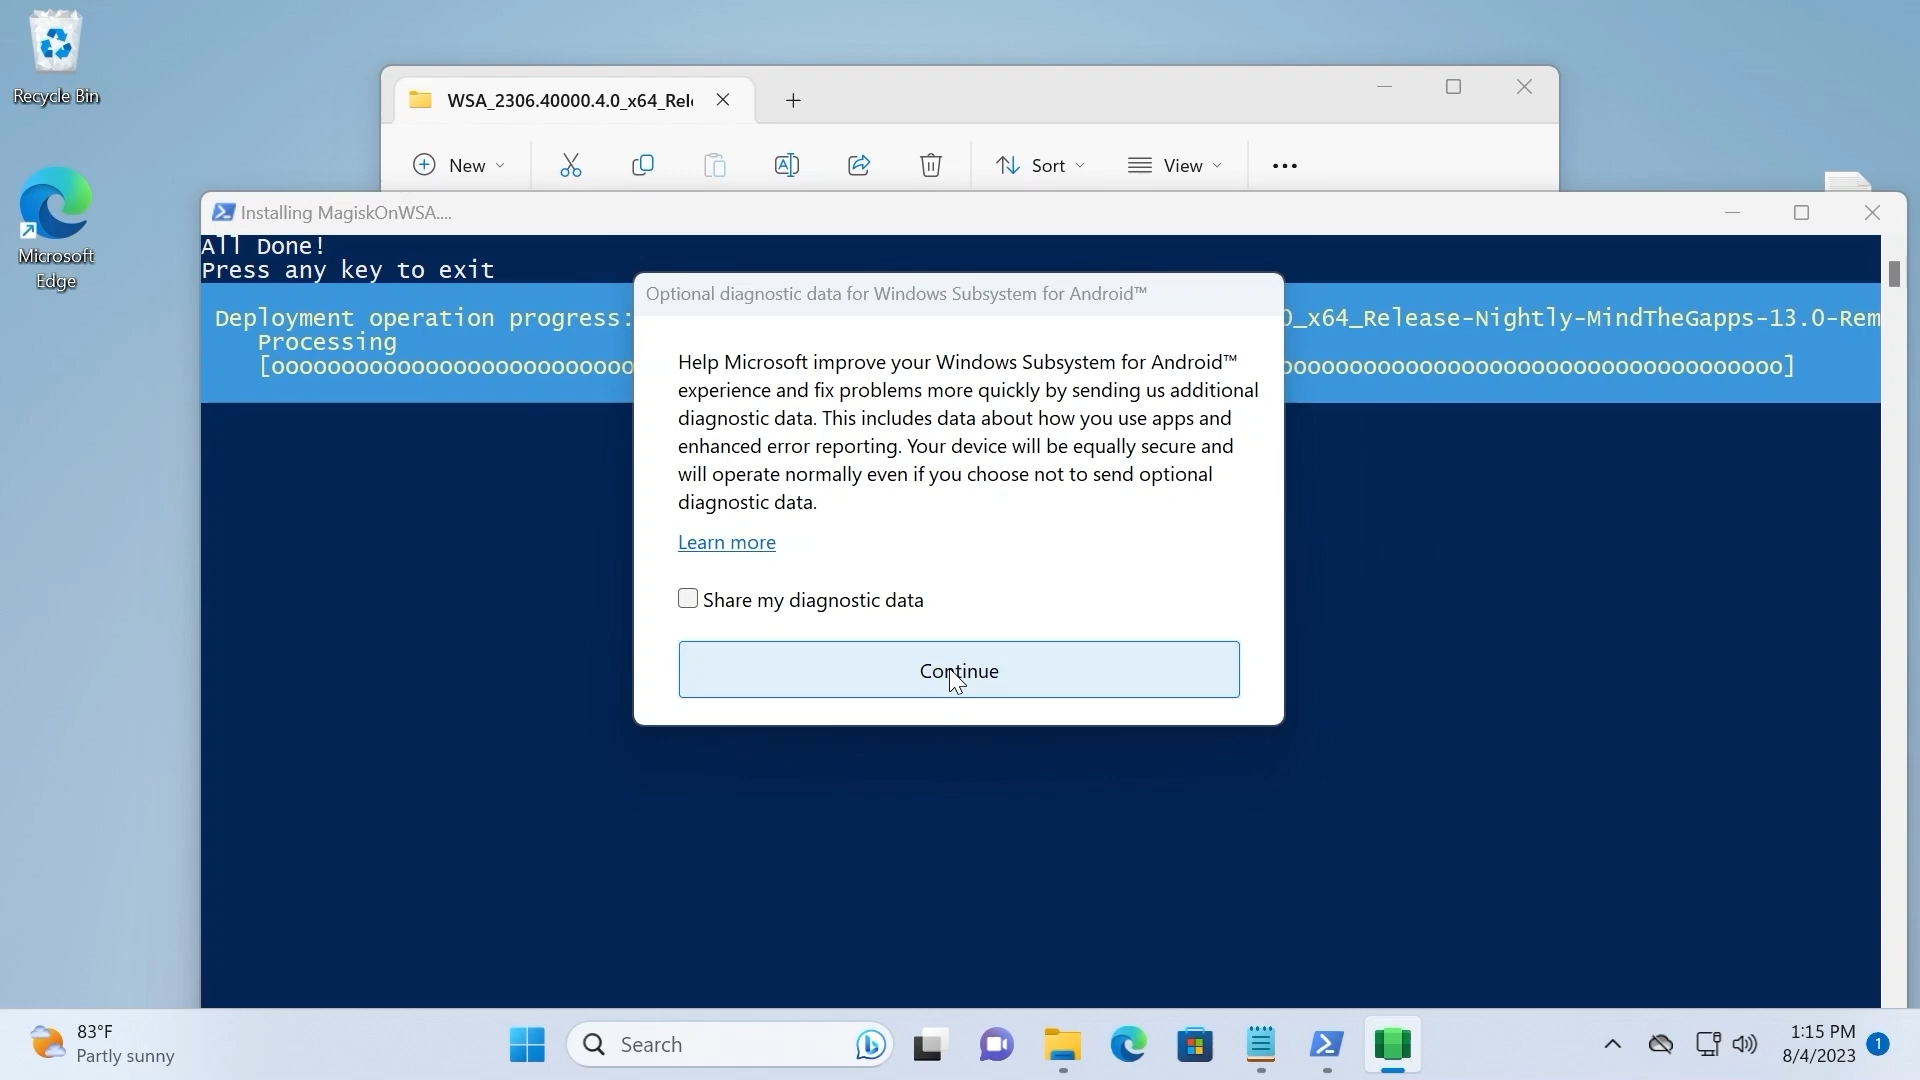 Recycle Bin
Microsoft
Edge
WSA_2306.40000.4.0_x64_Rel
New
Sort
View
Installing MagiskOnWSA....
All Done!
Press any key to exit
Deployment operation progress:
0_x64_Release-Nightly-MindTheGapps-13.0-Rem
Processing
[oooooooooooooooooooooooooo
oooooooooooooooooooooooooooooooooooo]
Optional diagnostic data for Windows Subsystem for Android™
Help Microsoft improve your Windows Subsystem for Android™
experience and fix problems more quickly by sending us additional
diagnostic data. This includes data about how you use apps and
enhanced error reporting. Your device will be equally secure and
will operate normally even if you choose not to send optional
diagnostic data.
Learn more
Share my diagnostic data
Continue
83°F
Partly sunny
Search
1:15 PM
8/4/2023
1